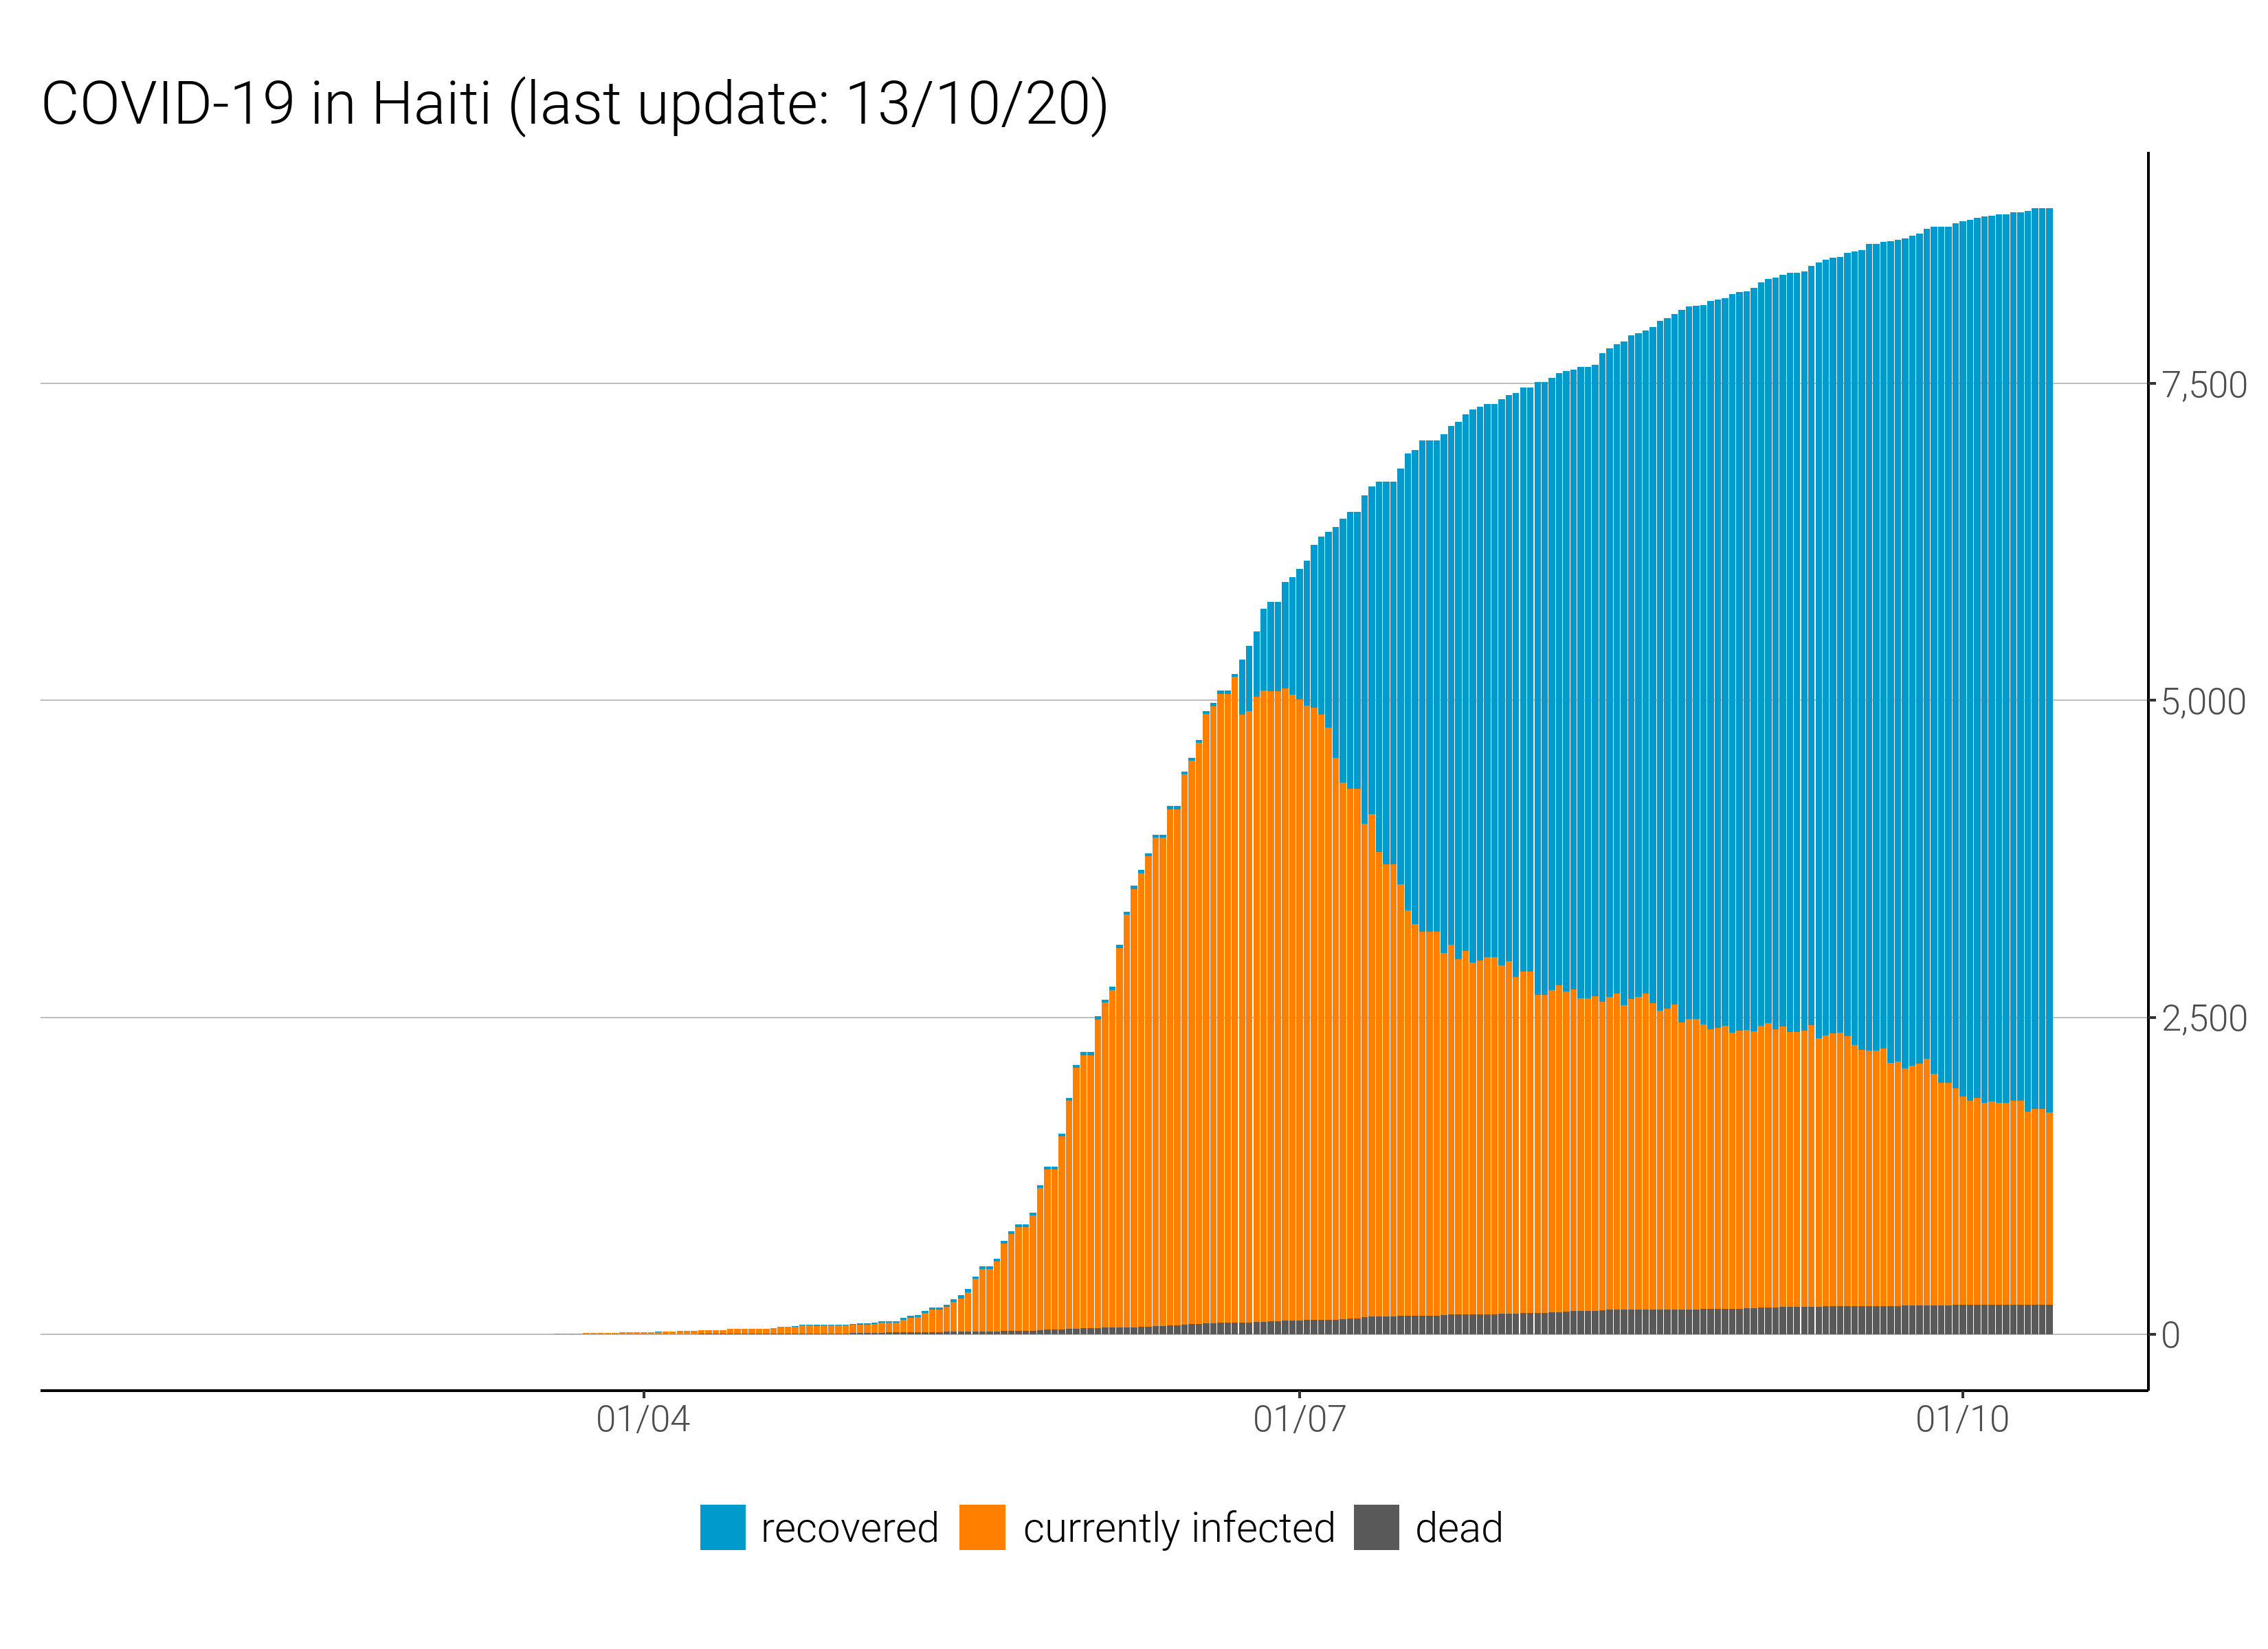 COVID-19 in Haiti (last update: 13/10/20)
7,500
5,000
2,500
0
01/04 01/07 01/10
recovered currently infected dead